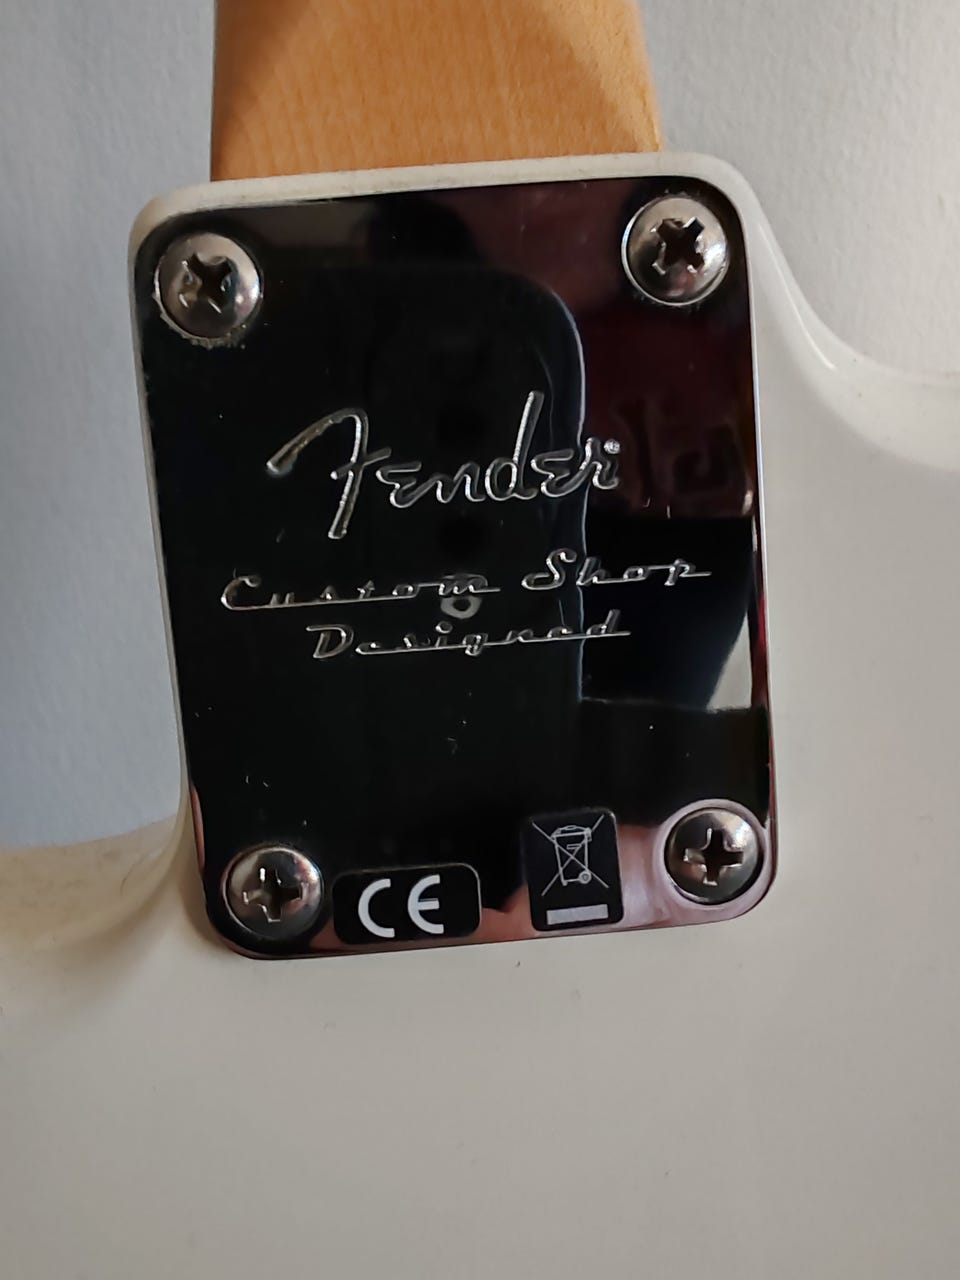 Fender®
Custom Shop
Designed
CE